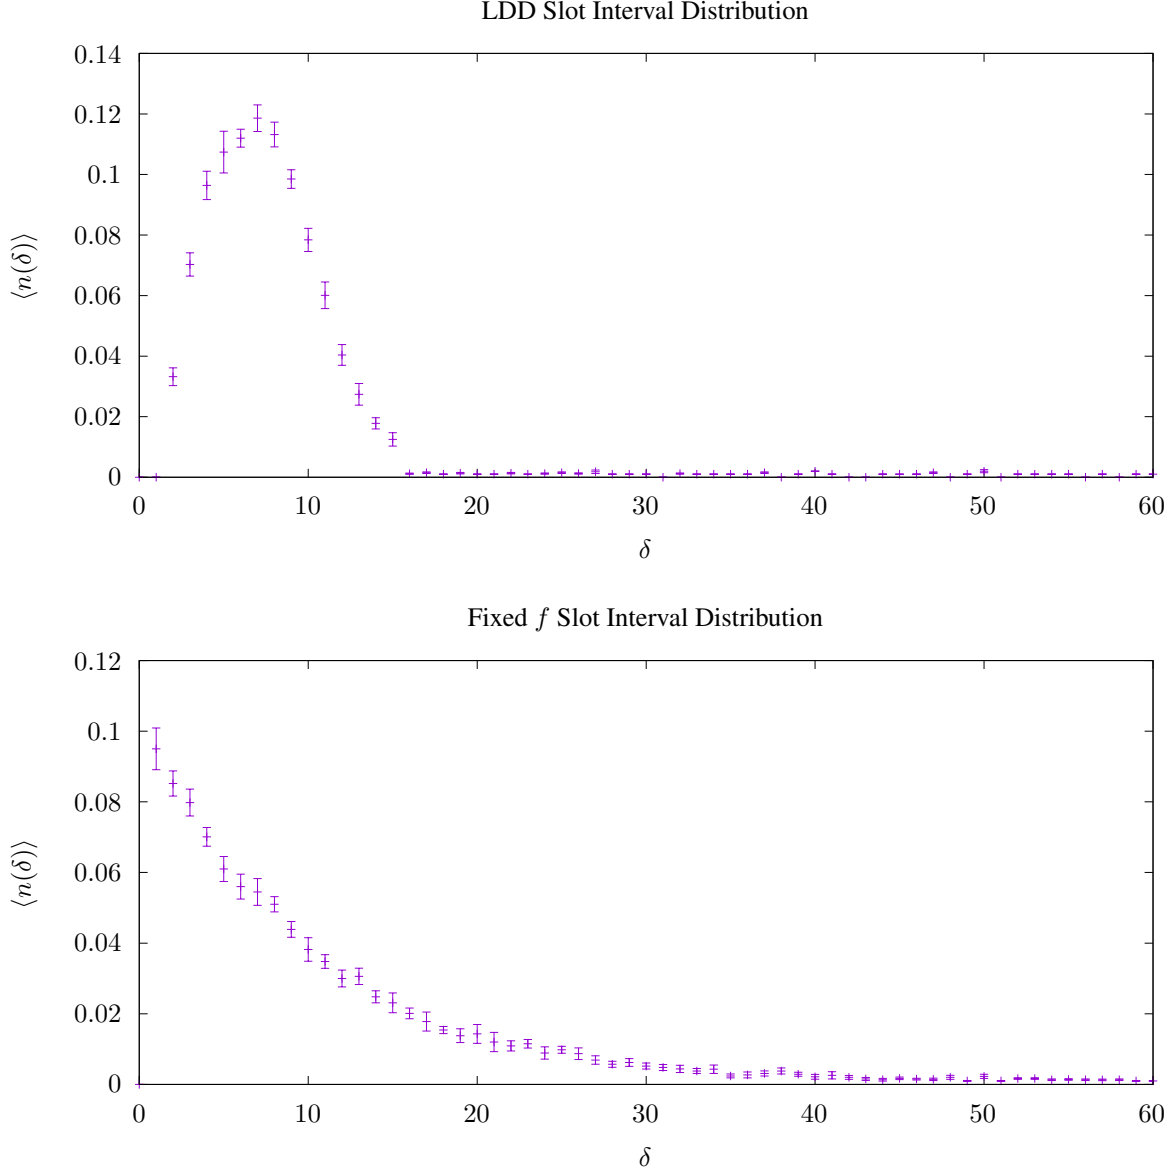 LDD Slot Interval Distribution
0.14
0.12
0.1
0.08
0.06
0.04
0.02
0
⟨n(δ)⟩
0 10 20 30 40 50 60
δ
Fixed f Slot Interval Distribution
0.12
0.1
0.08
0.06
0.04
0.02
0
⟨n(δ)⟩
0 10 20 30 40 50 60
δ